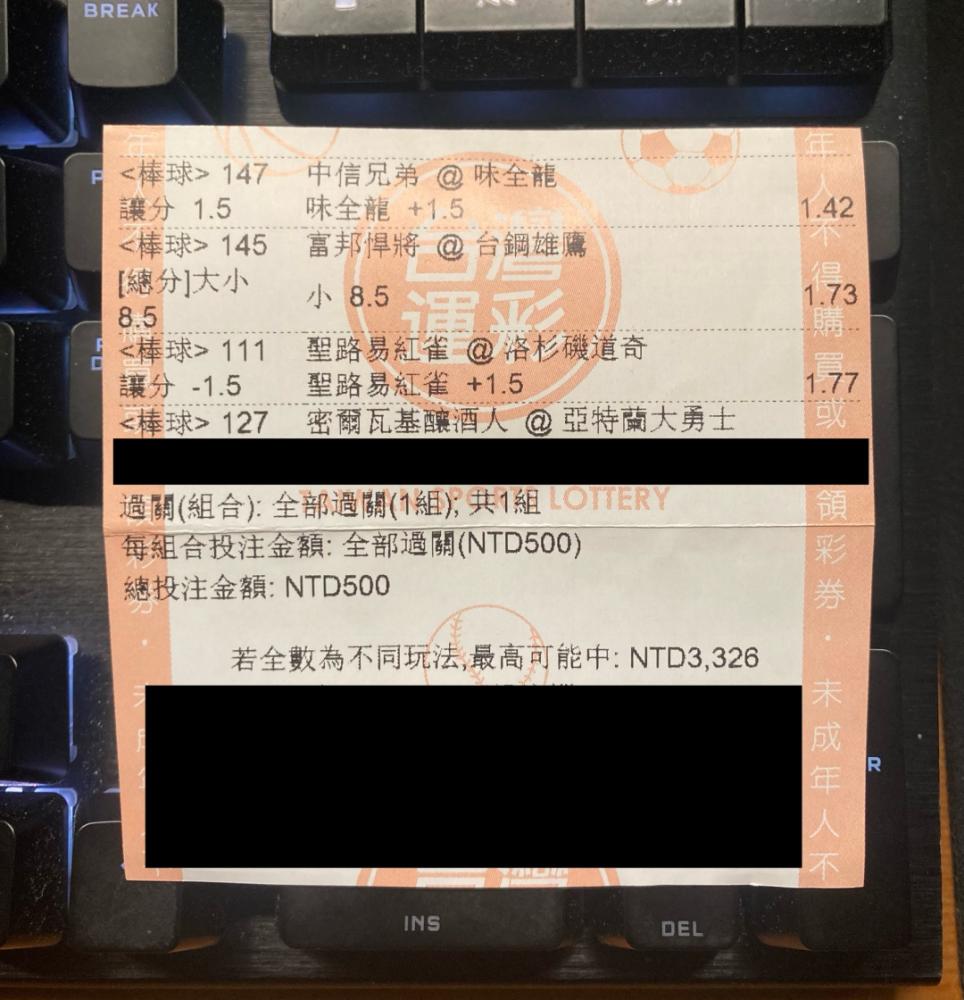 BREAK
<棒球> 147 中信兄弟 @ 味全龍
讓分 1.5 味全龍 +1.5 1.42
<棒球> 145 富邦悍將 @ 台鋼雄鷹
[總分]大小
8.5 小 8.5 1.73
<棒球> 111 聖路易紅雀 @ 洛杉磯道奇
讓分 -1.5 聖路易紅雀 +1.5 1.77
<棒球> 127 密爾瓦基釀酒人 @ 亞特蘭大勇士
過關(組合): 全部過關(1組); 共1組
每組合投注金額: 全部過關(NTD500)
總投注金額: NTD500
若全數為不同玩法,最高可能中: NTD3,326
台灣
運彩
TAIWAN SPORTS LOTTERY
年人不得購買或
領彩券·未成年人不
INS
DEL